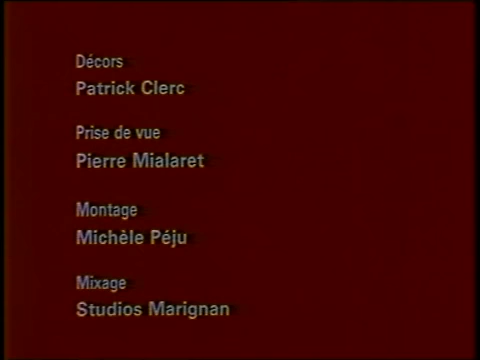 Décors
Patrick Clerc
Prise de vue
Pierre Mialaret
Montage
Michèle Péju
Mixage
Studios Marignan